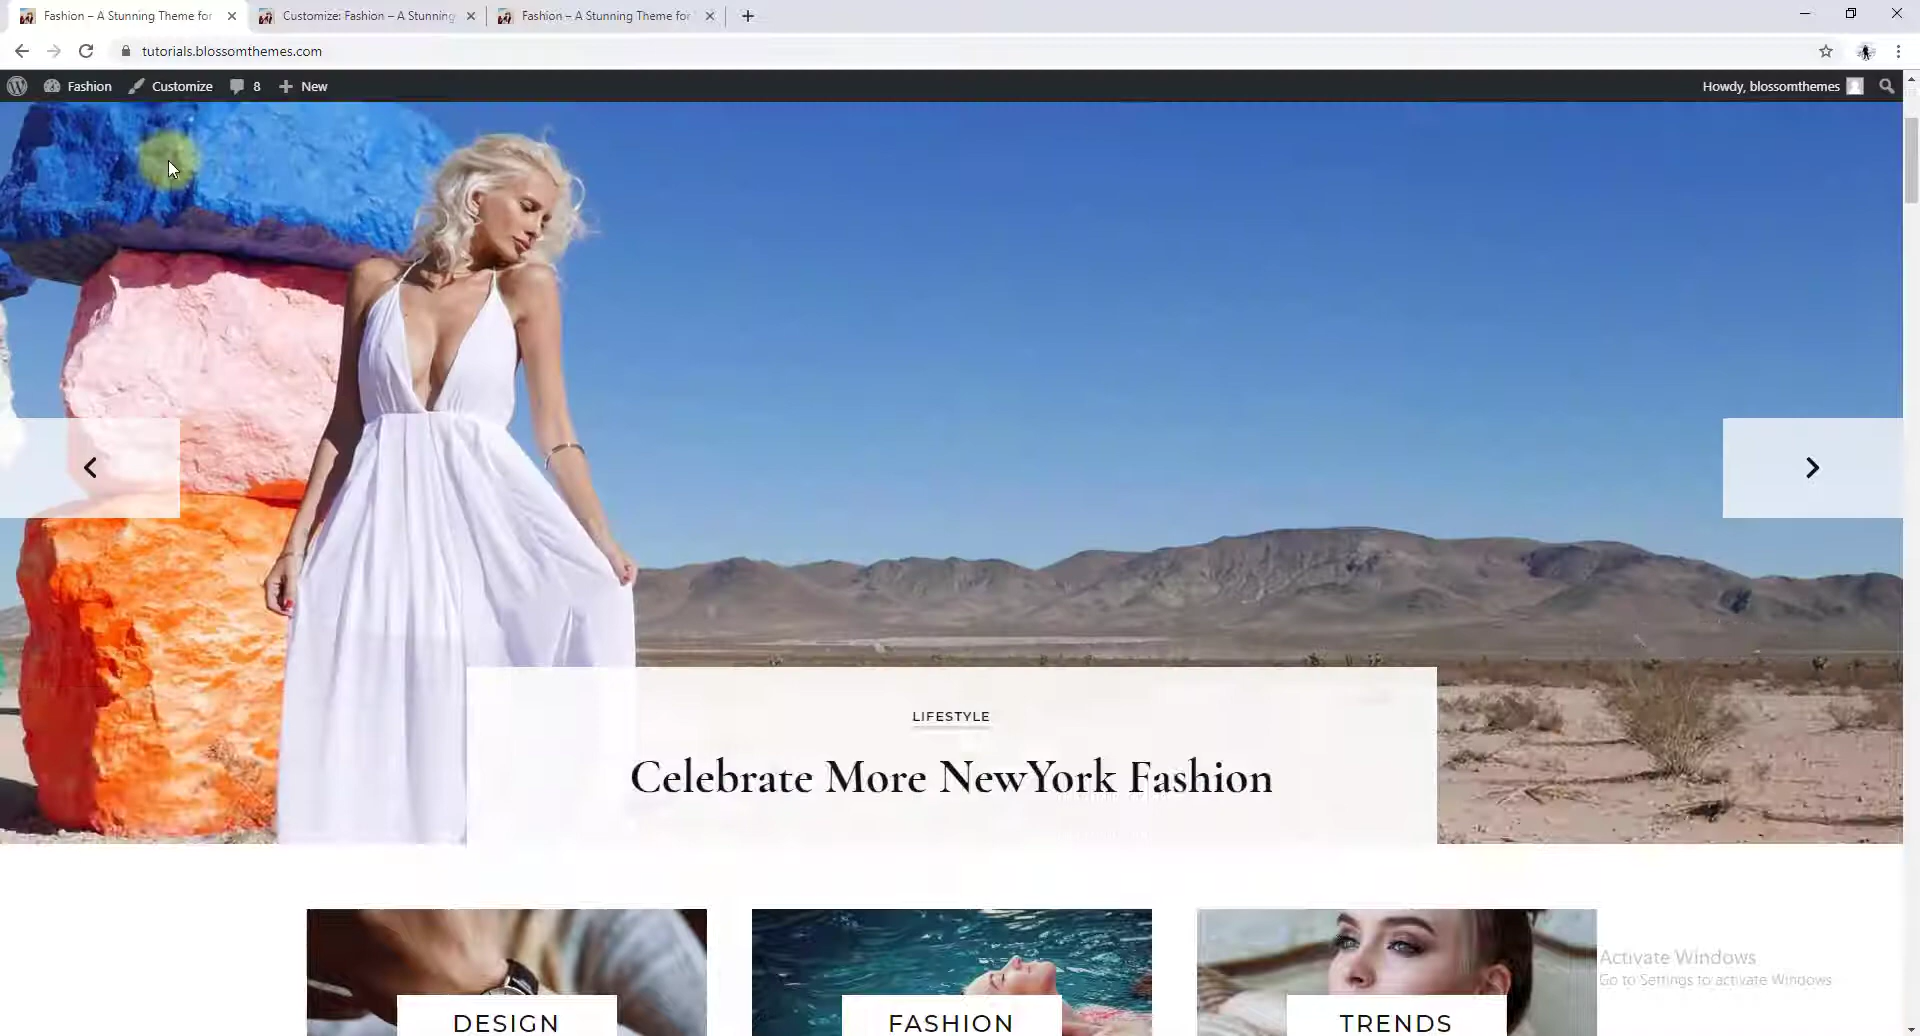 Fashion – A Stunning Theme for
Customize: Fashion – A Stunning
Fashion – A Stunning Theme for
tutorials.blossomthemes.com
Fashion
Customize
8
New
Howdy, blossomthemes
LIFESTYLE
Celebrate More NewYork Fashion
DESIGN
FASHION
TRENDS
Activate Windows
Go to Settings to activate Windows